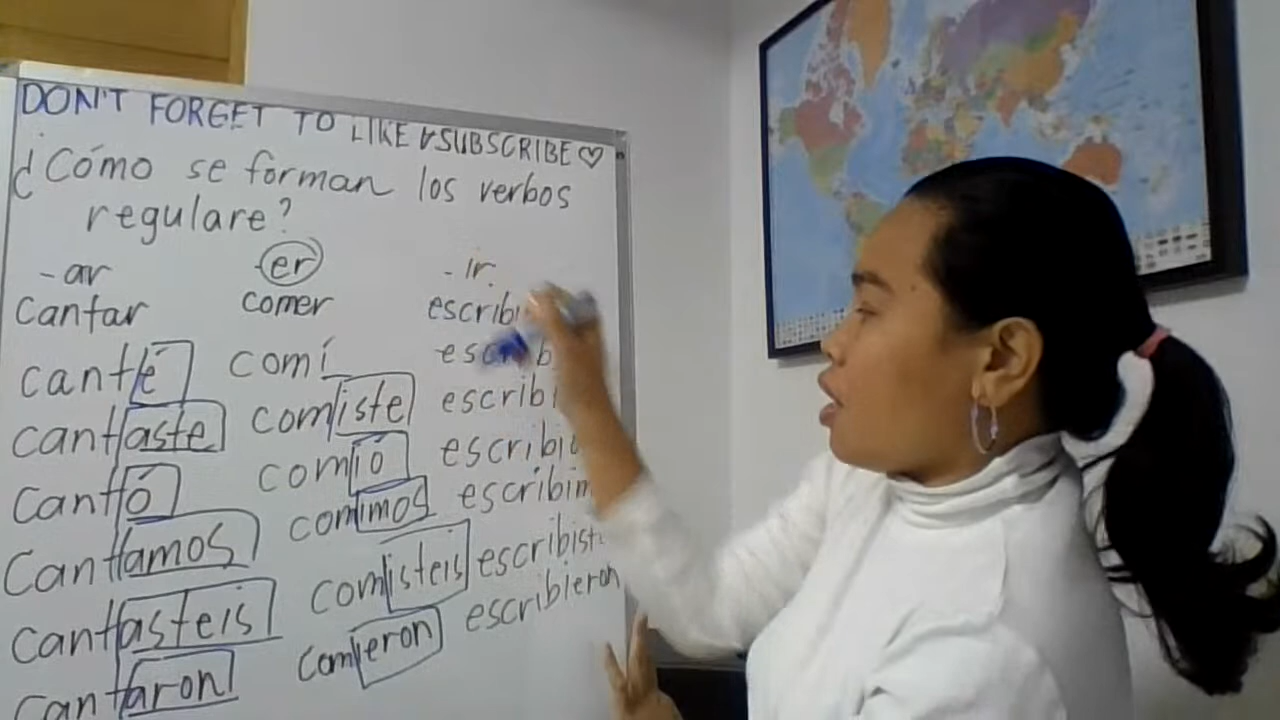 DON'T FORGET TO LIKE & SUBSCRIBE ♡
¿Cómo se forman los verbos
regulare?
-ar er -ir
Cantar comer
canté comí
cantaste comiste
cantó comió
Cantamos comimos
cantasteis comisteis
cantaron comieron escribieron